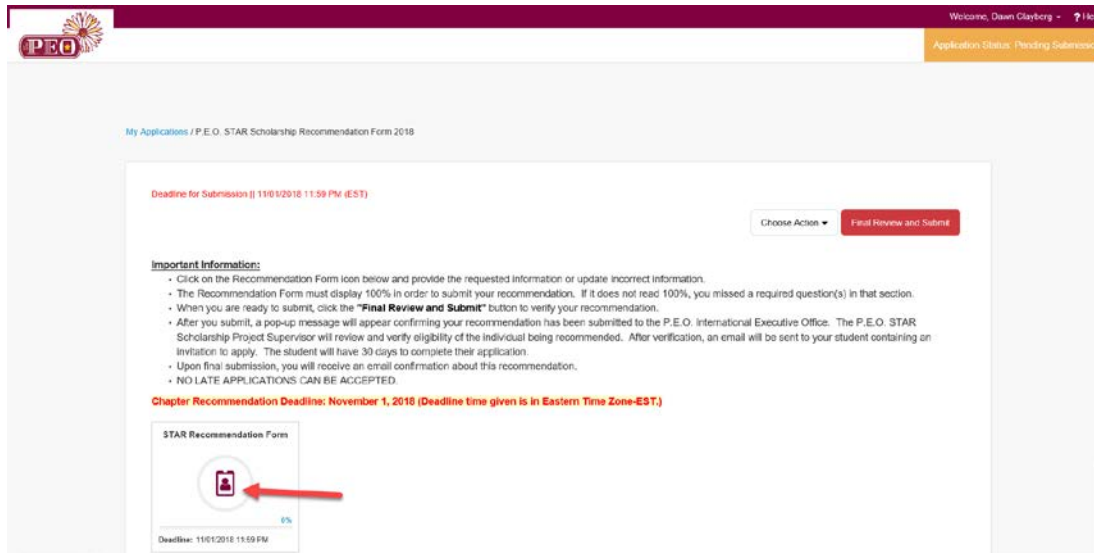 Welcome, Dawn Clayberg - ? He
PEO
Application Status: Pending Submissio
My Applications / P.E.O. STAR Scholarship Recommendation Form 2018
Deadline for Submission || 11/01/2018 11:59 PM (EST)
Choose Action Final Review and Submit
Important Information:
• Click on the Recommendation Form icon below and provide the requested information or update incorrect information.
• The Recommendation Form must display 100% in order to submit your recommendation. If it does not read 100%, you missed a required question(s) in that section.
• When you are ready to submit, click the "Final Review and Submit" button to verify your recommendation.
• After you submit, a pop-up message will appear confirming your recommendation has been submitted to the P.E.O. International Executive Office. The P.E.O. STAR
Scholarship Project Supervisor will review and verify eligibility of the individual being recommended. After verification, an email will be sent to your student containing an
invitation to apply. The student will have 30 days to complete their application.
• Upon final submission, you will receive an email confirmation about this recommendation.
• NO LATE APPLICATIONS CAN BE ACCEPTED.
Chapter Recommendation Deadline: November 1, 2018 (Deadline time given is in Eastern Time Zone-EST.)
STAR Recommendation Form
Deadline: 11/01/2018 11:59 PM